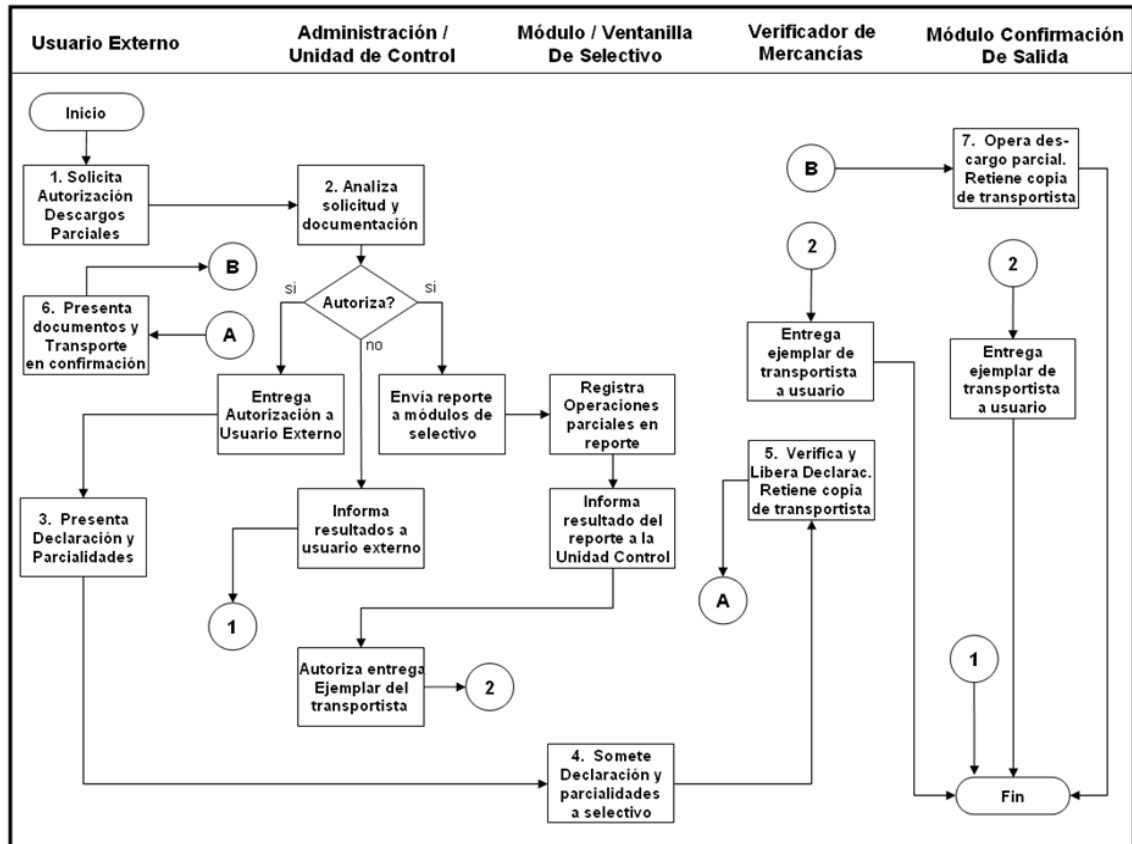 Usuario Externo
Administración /
Unidad de Control
Módulo / Ventanilla
De Selectivo
Verificador de
Mercancías
Módulo Confirmación
De Salida
Inicio
1. Solicita
Autorización
Descargos
Parciales
2. Analiza
solicitud y
documentación
B
7. Opera des-
cargo parcial.
Retiene copia
de transportista
B
2
2
6. Presenta
documentos y
Transporte
en confirmación
A
si
Autoriza?
si
no
Entrega
ejemplar de
transportista
a usuario
Entrega
ejemplar de
transportista
a usuario
Entrega
Autorización a
Usuario Externo
Envía reporte
a módulos de
selectivo
Registra
Operaciones
parciales en
reporte
5. Verifica y
Libera Declarac.
Retiene copia
de transportista
3. Presenta
Declaración y
Parcialidades
Informa
resultados a
usuario externo
Informa
resultado del
reporte a la
Unidad Control
A
1
Autoriza entrega
Ejemplar del
transportista
2
1
4. Somete
Declaración y
parcialidades
a selectivo
Fin